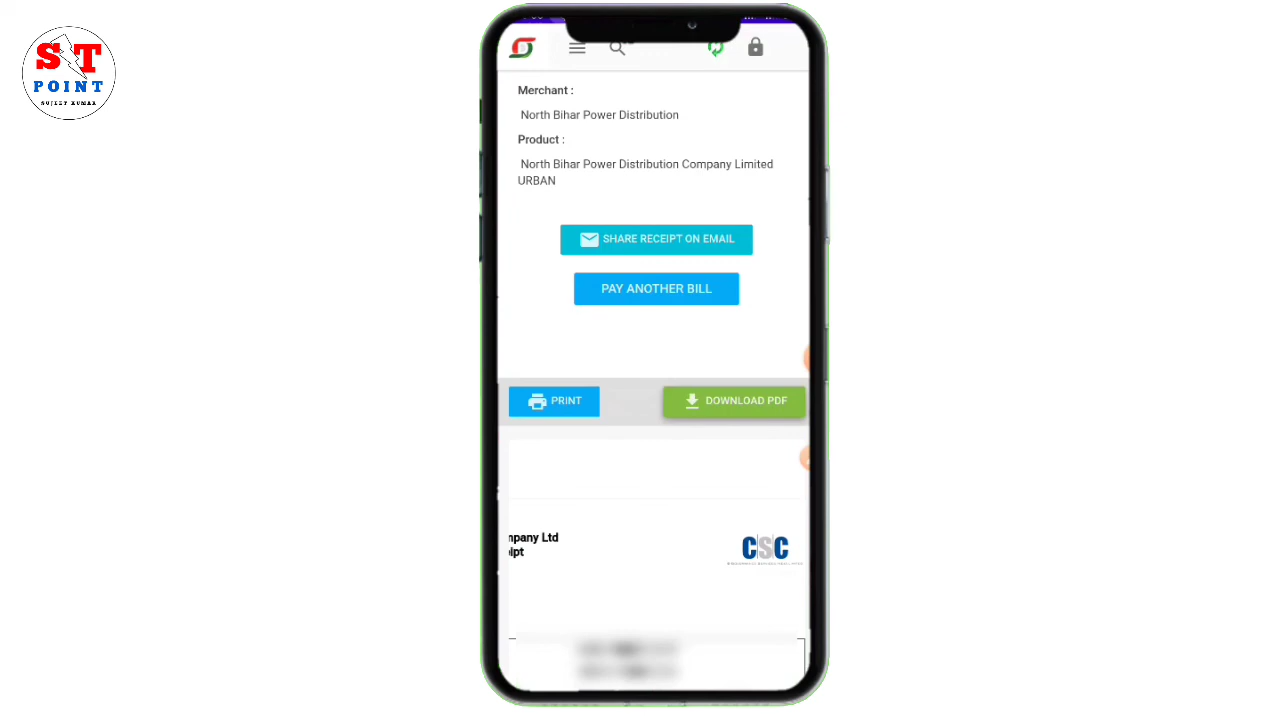 ST
POINT
SUJEET KUMAR
Merchant :
North Bihar Power Distribution
Product :
North Bihar Power Distribution Company Limited
URBAN
SHARE RECEIPT ON EMAIL
PAY ANOTHER BILL
PRINT
DOWNLOAD PDF
mpany Ltd
ipt
CSC